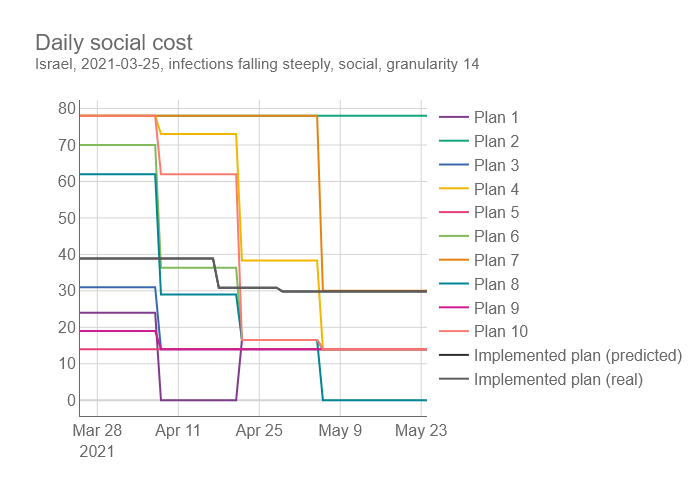 Daily social cost
Israel, 2021-03-25, infections falling steeply, social, granularity 14
80
70
60
50
40
30
20
10
0
Mar 28
2021
Apr 11
Apr 25
May 9
May 23
Plan 1
Plan 2
Plan 3
Plan 4
Plan 5
Plan 6
Plan 7
Plan 8
Plan 9
Plan 10
Implemented plan (predicted)
Implemented plan (real)